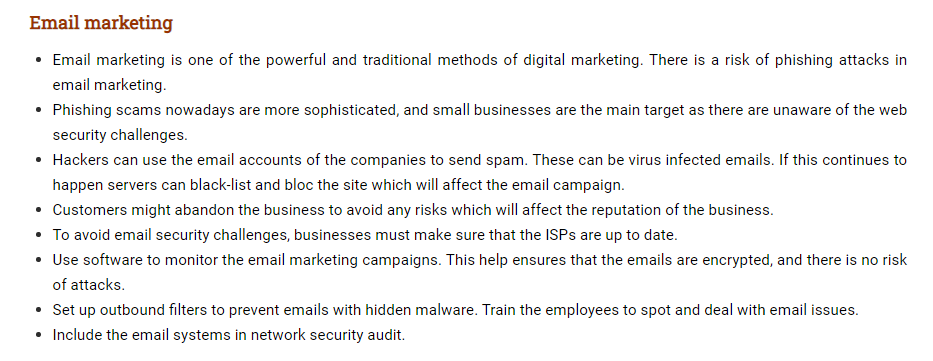 Email marketing
• Email marketing is one of the powerful and traditional methods of digital marketing. There is a risk of phishing attacks in
email marketing.
• Phishing scams nowadays are more sophisticated, and small businesses are the main target as there are unaware of the web
security challenges.
• Hackers can use the email accounts of the companies to send spam. These can be virus infected emails. If this continues to
happen servers can black-list and bloc the site which will affect the email campaign.
• Customers might abandon the business to avoid any risks which will affect the reputation of the business.
• To avoid email security challenges, businesses must make sure that the ISPs are up to date.
• Use software to monitor the email marketing campaigns. This help ensures that the emails are encrypted, and there is no risk
of attacks.
• Set up outbound filters to prevent emails with hidden malware. Train the employees to spot and deal with email issues.
• Include the email systems in network security audit.